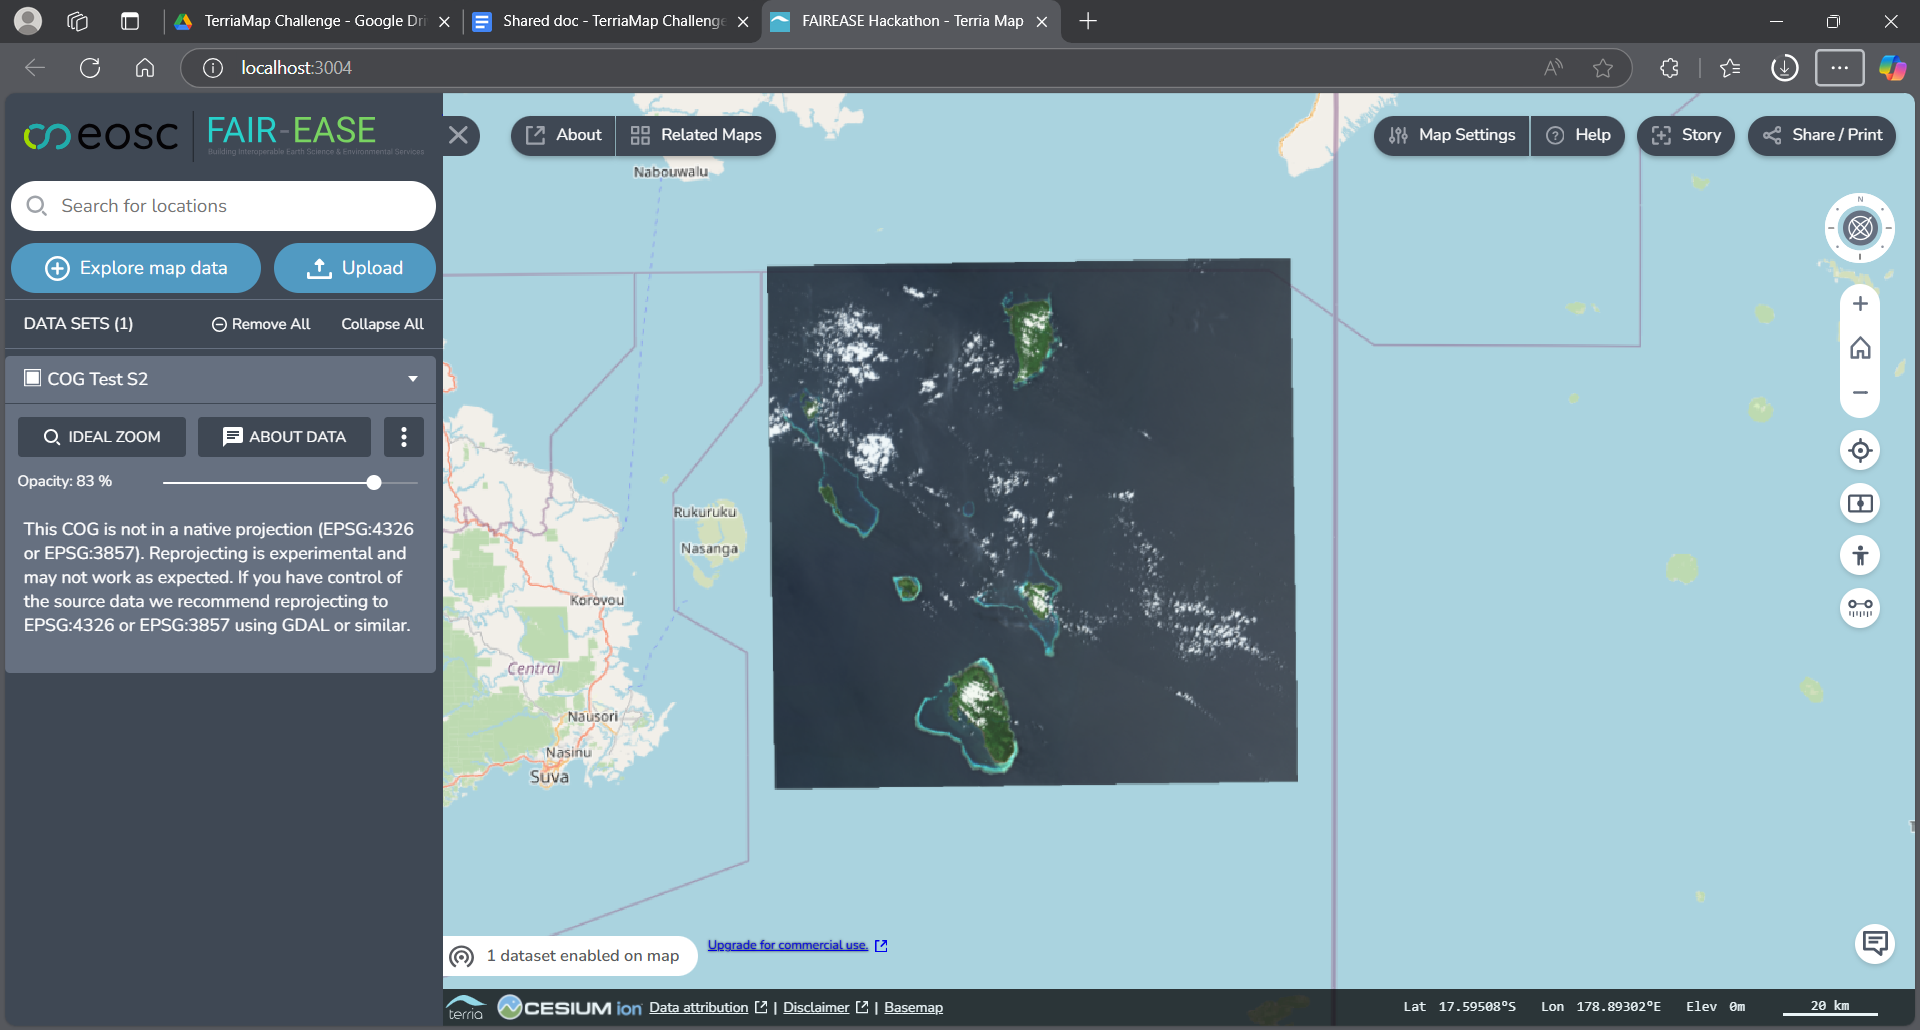 TerriaMap Challenge - Google Dri
Shared doc - TerriaMap Challenge
FAIREASE Hackathon - Terria Map
localhost:3004
eosc
FAIR-EASE
Building Interoperable Earth Science & Environmental Services
About
Related Maps
Map Settings
Help
Story
Share / Print
Search for locations
Explore map data
Upload
DATA SETS (1)
Remove All
Collapse All
COG Test S2
IDEAL ZOOM
ABOUT DATA
Opacity: 83 %
This COG is not in a native projection (EPSG:4326
or EPSG:3857). Reprojecting is experimental and
may not work as expected. If you have control of
the source data we recommend reprojecting to
EPSG:4326 or EPSG:3857 using GDAL or similar.
Nabouwalu
N
Rukuruku
Nasanga
Korovou
Central
Nausori
Nasinu
Suva
1 dataset enabled on map
Upgrade for commercial use.
terria
CESIUM ion
Data attribution
|
Disclaimer
|
Basemap
Lat 17.59508°S
Lon 178.89302°E
Elev 0m
20 km